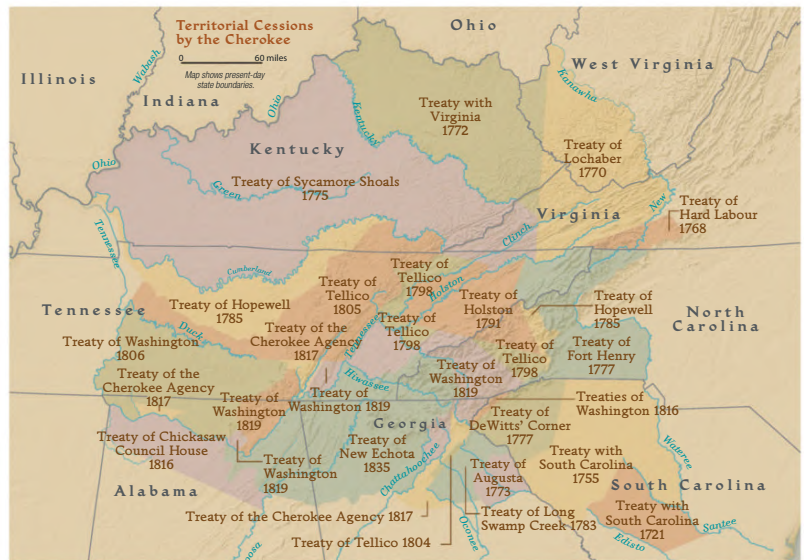 Territorial Cessions
by the Cherokee
0 60 miles
Map shows present-day
state boundaries.
Ohio
Illinois
Wabash
Indiana
Ohio
West Virginia
Kanawha
Kentucky
Treaty with
Virginia
1772
Treaty of
Lochaber
1770
Kentucky
Ohio
Green
Treaty of Sycamore Shoals
1775
Virginia
New
Treaty of
Hard Labour
1768
Clinch
Tennessee
Cumberland
Treaty of
Tellico
1798
Holston
Treaty of
Tellico
1805
Treaty of
Holston
1791
Treaty of
Hopewell
1785
Treaty of Hopewell
1785
Tennessee
North
Carolina
Duck
Treaty of
Tellico
1798
Treaty of the
Cherokee Agency
1817
Tennessee
Treaty of Washington
1806
Treaty of
Tellico
1798
Treaty of
Fort Henry
1777
Treaty of the
Cherokee Agency
1817
Hiwassee
Treaty of
Washington
1819
Treaty of
Washington
1819
Treaty of
Washington 1819
Treaties of
Washington 1816
Georgia
Treaty of
DeWitts' Corner
1777
Treaty of Chickasaw
Council House
1816
Treaty of
Washington
1819
Treaty of
New Echota
1835
Chattahoochee
Treaty of
Augusta
1773
Treaty with
South Carolina
1755
Wateree
Alabama
South Carolina
Treaty of the Cherokee Agency 1817
Treaty of Long
Swamp Creek 1783
Treaty with
South Carolina
1721
Santee
Edisto
Oconee
Treaty of Tellico 1804